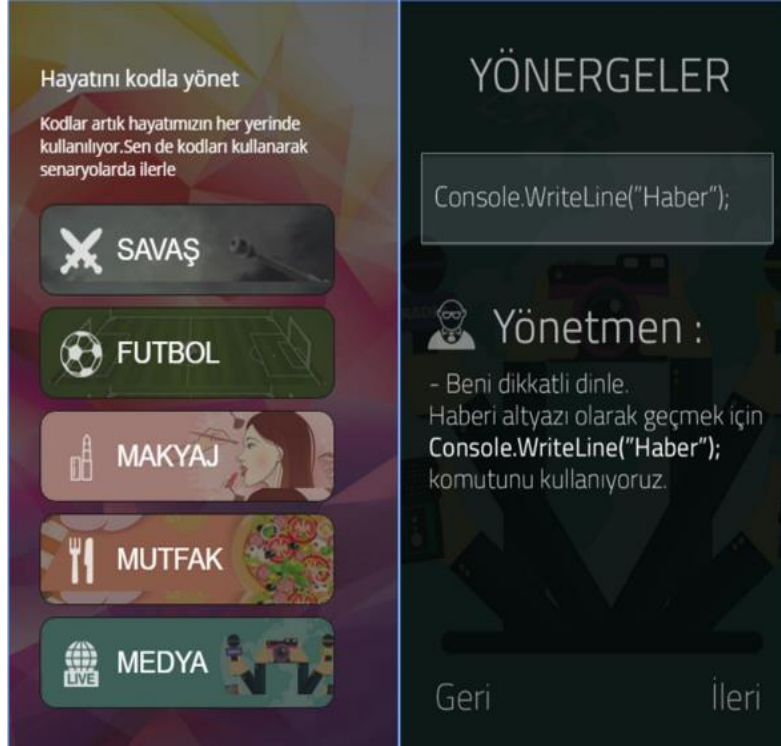 Hayatını kodla yönet
Kodlar artık hayatımızın her yerinde
kullanılıyor.Sen de kodları kullanarak
senaryolarda ilerle
SAVAŞ
FUTBOL
MAKYAJ
MUTFAK
LIVE
MEDYA
YÖNERGELER
Console.WriteLine("Haber");
Yönetmen :
- Beni dikkatli dinle.
Haberi altyazı olarak geçmek için
Console.WriteLine("Haber");
komutunu kullanıyoruz.
Geri
İleri